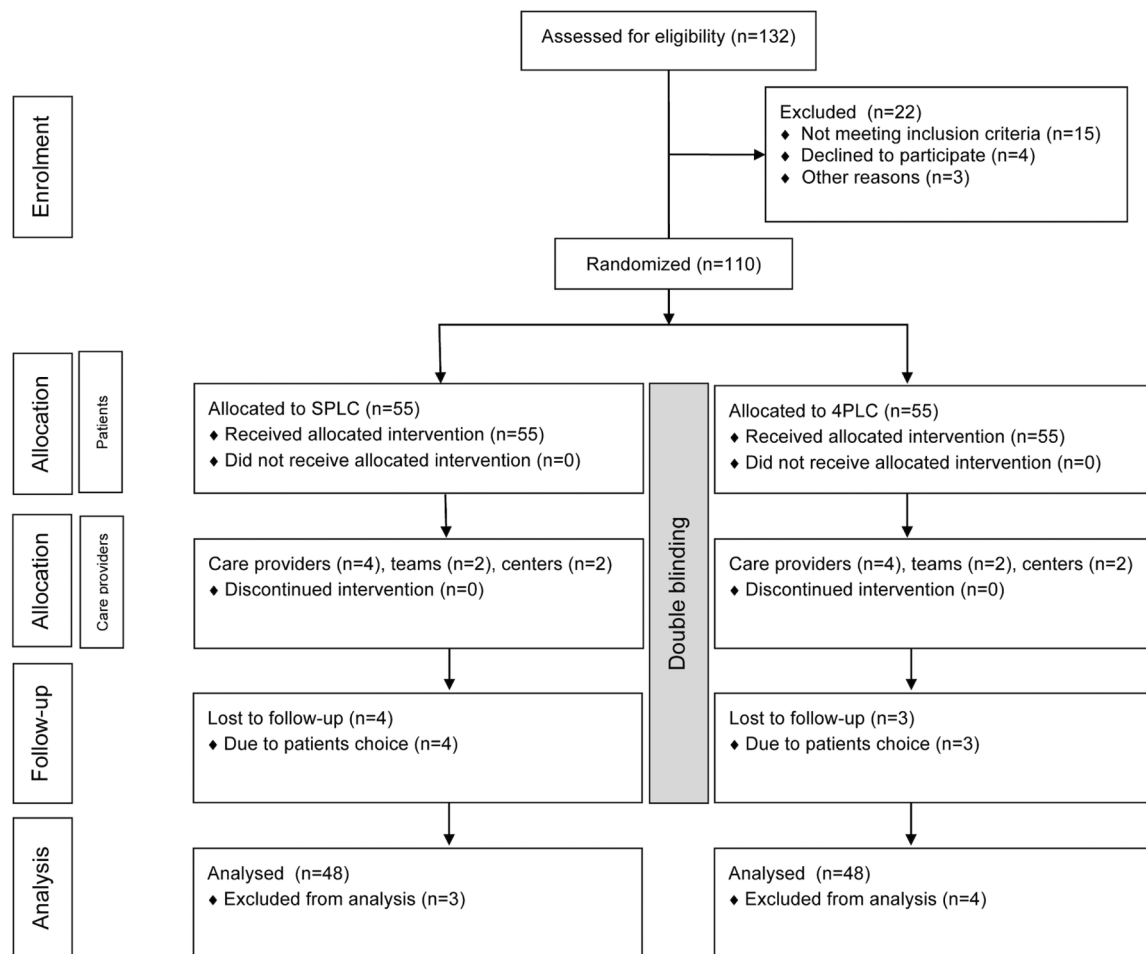 Assessed for eligibility (n=132)
Enrolment
Excluded (n=22)
♦ Not meeting inclusion criteria (n=15)
♦ Declined to participate (n=4)
♦ Other reasons (n=3)
Randomized (n=110)
Allocation
Patients
Allocated to SPLC (n=55)
♦ Received allocated intervention (n=55)
♦ Did not receive allocated intervention (n=0)
Double blinding
Allocated to 4PLC (n=55)
♦ Received allocated intervention (n=55)
♦ Did not receive allocated intervention (n=0)
Allocation
Care providers
Care providers (n=4), teams (n=2), centers (n=2)
♦ Discontinued intervention (n=0)
Care providers (n=4), teams (n=2), centers (n=2)
♦ Discontinued intervention (n=0)
Follow-up
Lost to follow-up (n=4)
♦ Due to patients choice (n=4)
Lost to follow-up (n=3)
♦ Due to patients choice (n=3)
Analysis
Analysed (n=48)
♦ Excluded from analysis (n=3)
Analysed (n=48)
♦ Excluded from analysis (n=4)